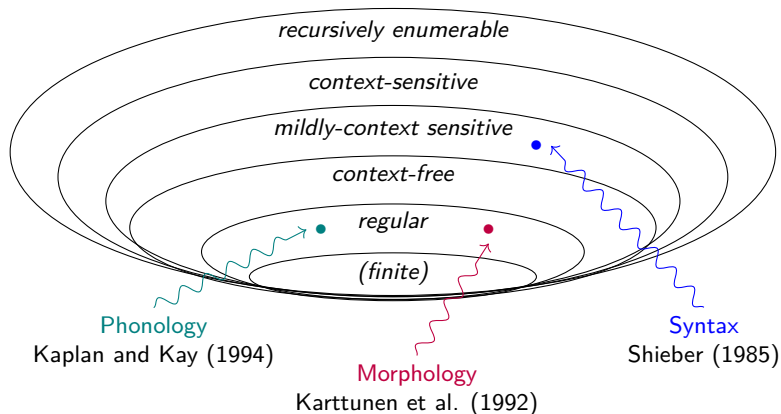 recursively enumerable
context-sensitive
mildly-context sensitive
context-free
regular
(finite)
Phonology
Kaplan and Kay (1994)
Morphology
Karttunen et al. (1992)
Syntax
Shieber (1985)